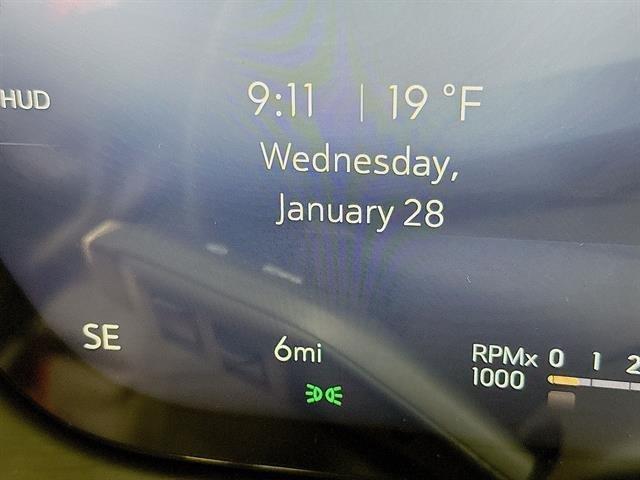 HUD
9:11 | 19 °F
Wednesday,
January 28
SE
6mi
RPMx 0 1 2
1000